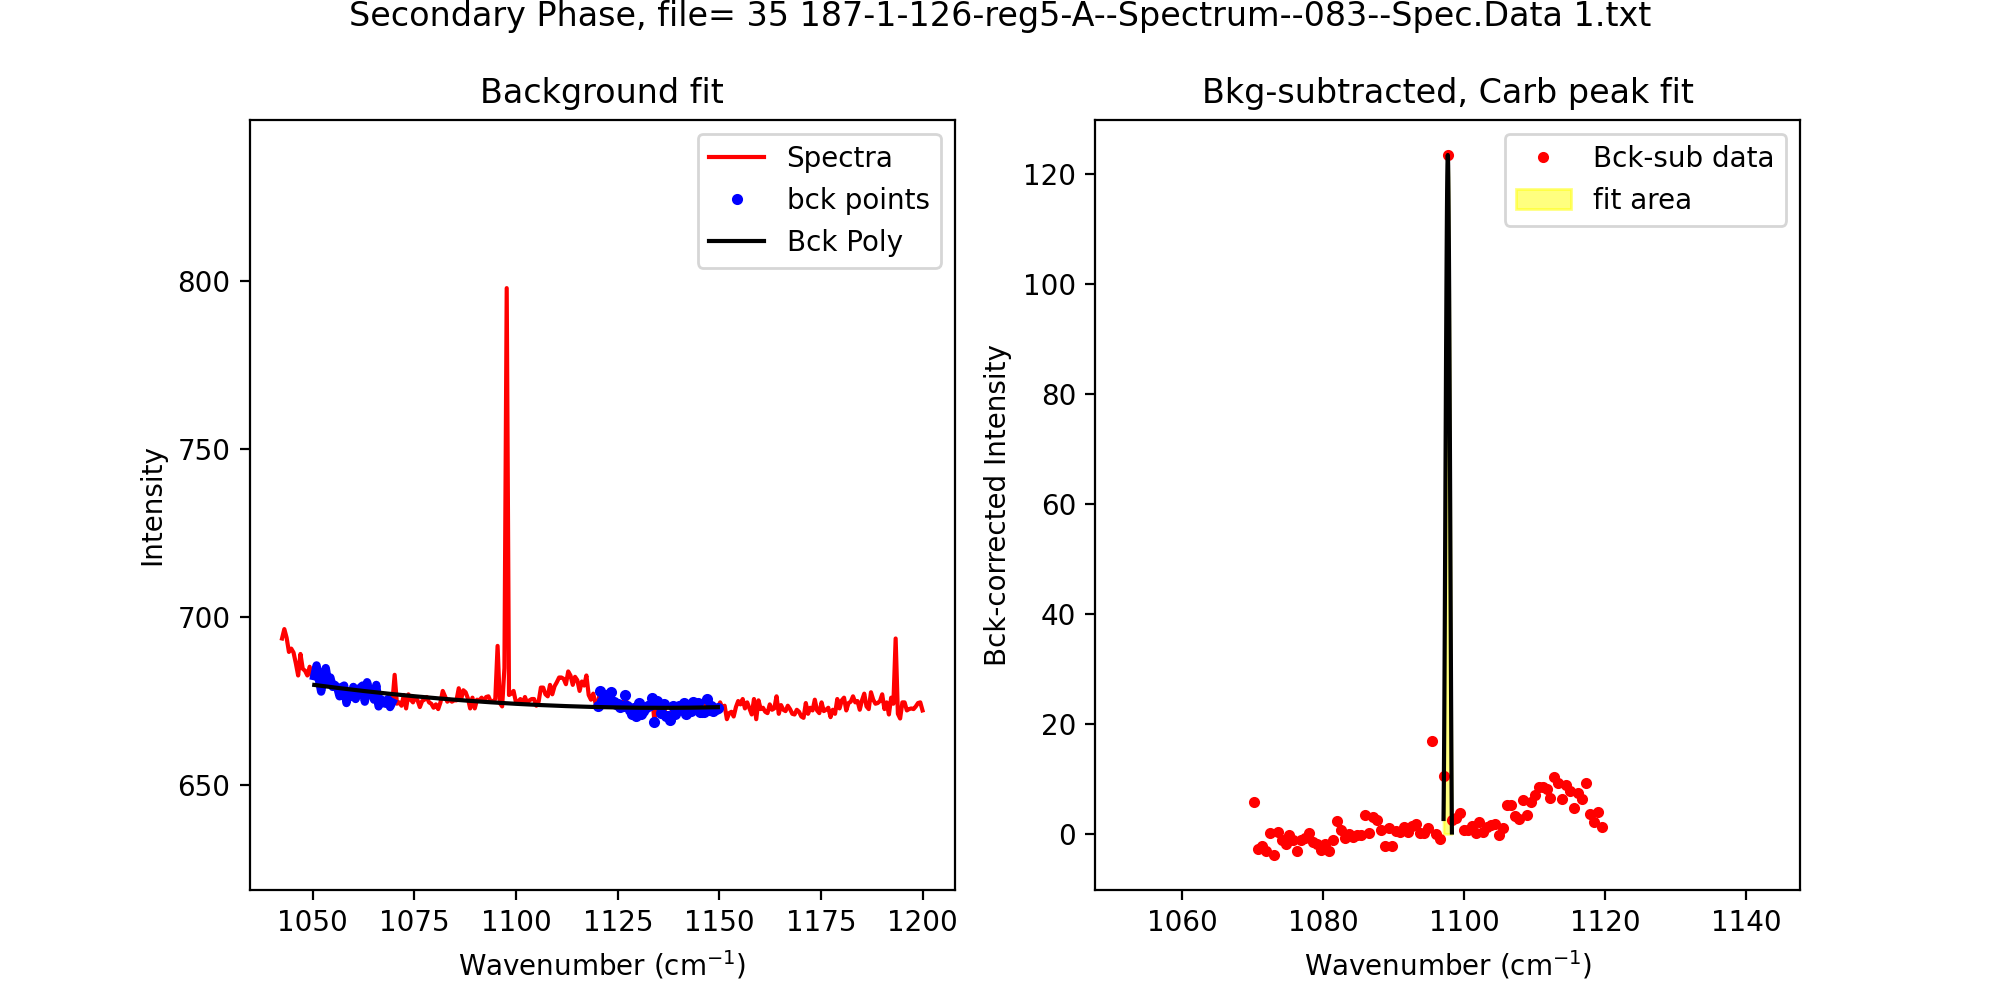 Secondary Phase, file= 35 187-1-126-reg5-A--Spectrum--083--Spec.Data 1.txt
Background fit
Spectra
bck points
Bck Poly
800
750
700
650
Intensity
1050 1075 1100 1125 1150 1175 1200
Wavenumber (cm⁻¹)
Bkg-subtracted, Carb peak fit
Bck-sub data
fit area
120
100
80
60
40
20
0
Bck-corrected Intensity
1060 1080 1100 1120 1140
Wavenumber (cm⁻¹)